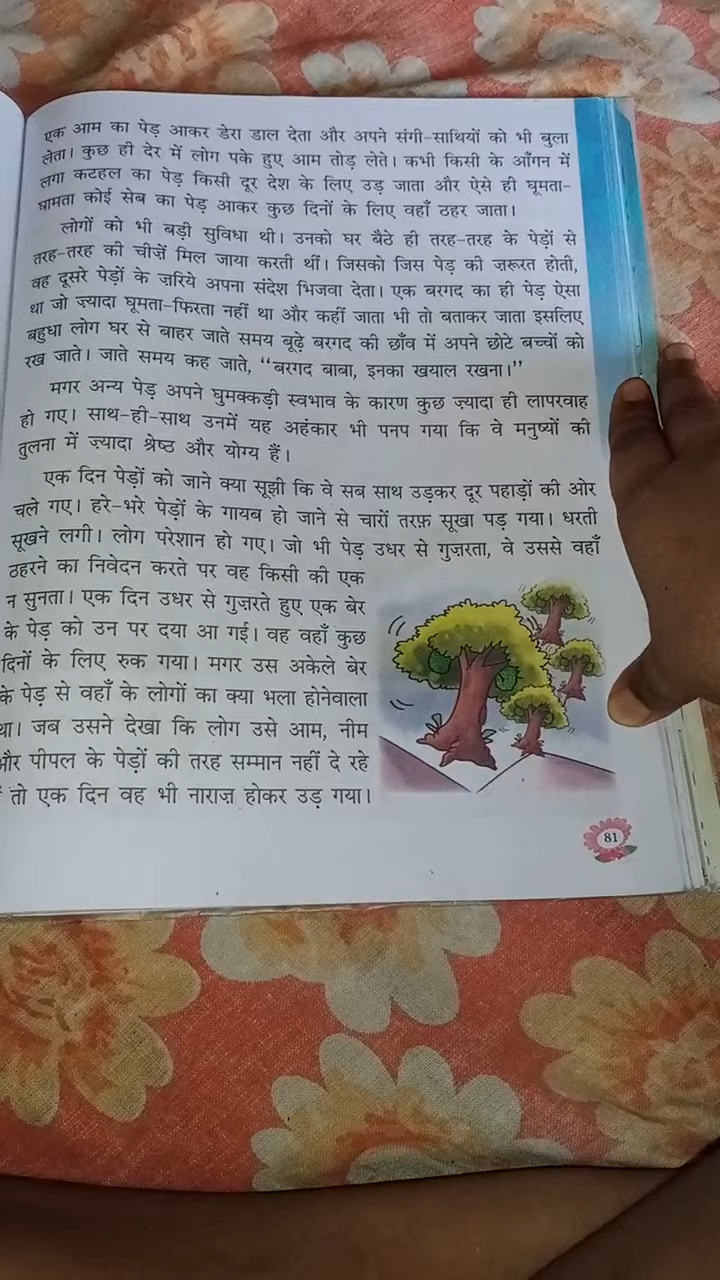 एक आम का पेड़ आकर डेरा डाल देता और अपने संगी-साथियों को भी बुला
लेता। कुछ ही देर में लोग पके हुए आम तोड़ लेते। कभी किसी के आँगन में
लगा कटहल का पेड़ किसी दूर देश के लिए उड़ जाता और ऐसे ही घूमता-
घामता कोई सेब का पेड़ आकर कुछ दिनों के लिए वहाँ ठहर जाता।
लोगों को भी बड़ी सुविधा थी। उनको घर बैठे ही तरह-तरह के पेड़ों से
तरह-तरह की चीज़ें मिल जाया करती थीं। जिसको जिस पेड़ की ज़रूरत होती,
वह दूसरे पेड़ों के ज़रिये अपना संदेश भिजवा देता। एक बरगद का ही पेड़ ऐसा
था जो ज़्यादा घूमता-फिरता नहीं था और कहीं जाता भी तो बताकर जाता इसलिए
बहुधा लोग घर से बाहर जाते समय बूढ़े बरगद की छाँव में अपने छोटे बच्चों को
रख जाते। जाते समय कह जाते, “बरगद बाबा, इनका खयाल रखना।”
मगर अन्य पेड़ अपने घुमक्कड़ी स्वभाव के कारण कुछ ज़्यादा ही लापरवाह
हो गए। साथ-ही-साथ उनमें यह अहंकार भी पनप गया कि वे मनुष्यों की
तुलना में ज़्यादा श्रेष्ठ और योग्य हैं।
एक दिन पेड़ों को जाने क्या सूझी कि वे सब साथ उड़कर दूर पहाड़ों की ओर
चले गए। हरे-भरे पेड़ों के गायब हो जाने से चारों तरफ़ सूखा पड़ गया। धरती
सूखने लगी। लोग परेशान हो गए। जो भी पेड़ उधर से गुज़रता, वे उससे वहाँ
ठहरने का निवेदन करते पर वह किसी की एक
न सुनता। एक दिन उधर से गुज़रते हुए एक बेर
के पेड़ को उन पर दया आ गई। वह वहाँ कुछ
दिनों के लिए रुक गया। मगर उस अकेले बेर
के पेड़ से वहाँ के लोगों का क्या भला होनेवाला
था। जब उसने देखा कि लोग उसे आम, नीम
और पीपल के पेड़ों की तरह सम्मान नहीं दे रहे
तो एक दिन वह भी नाराज़ होकर उड़ गया।
81